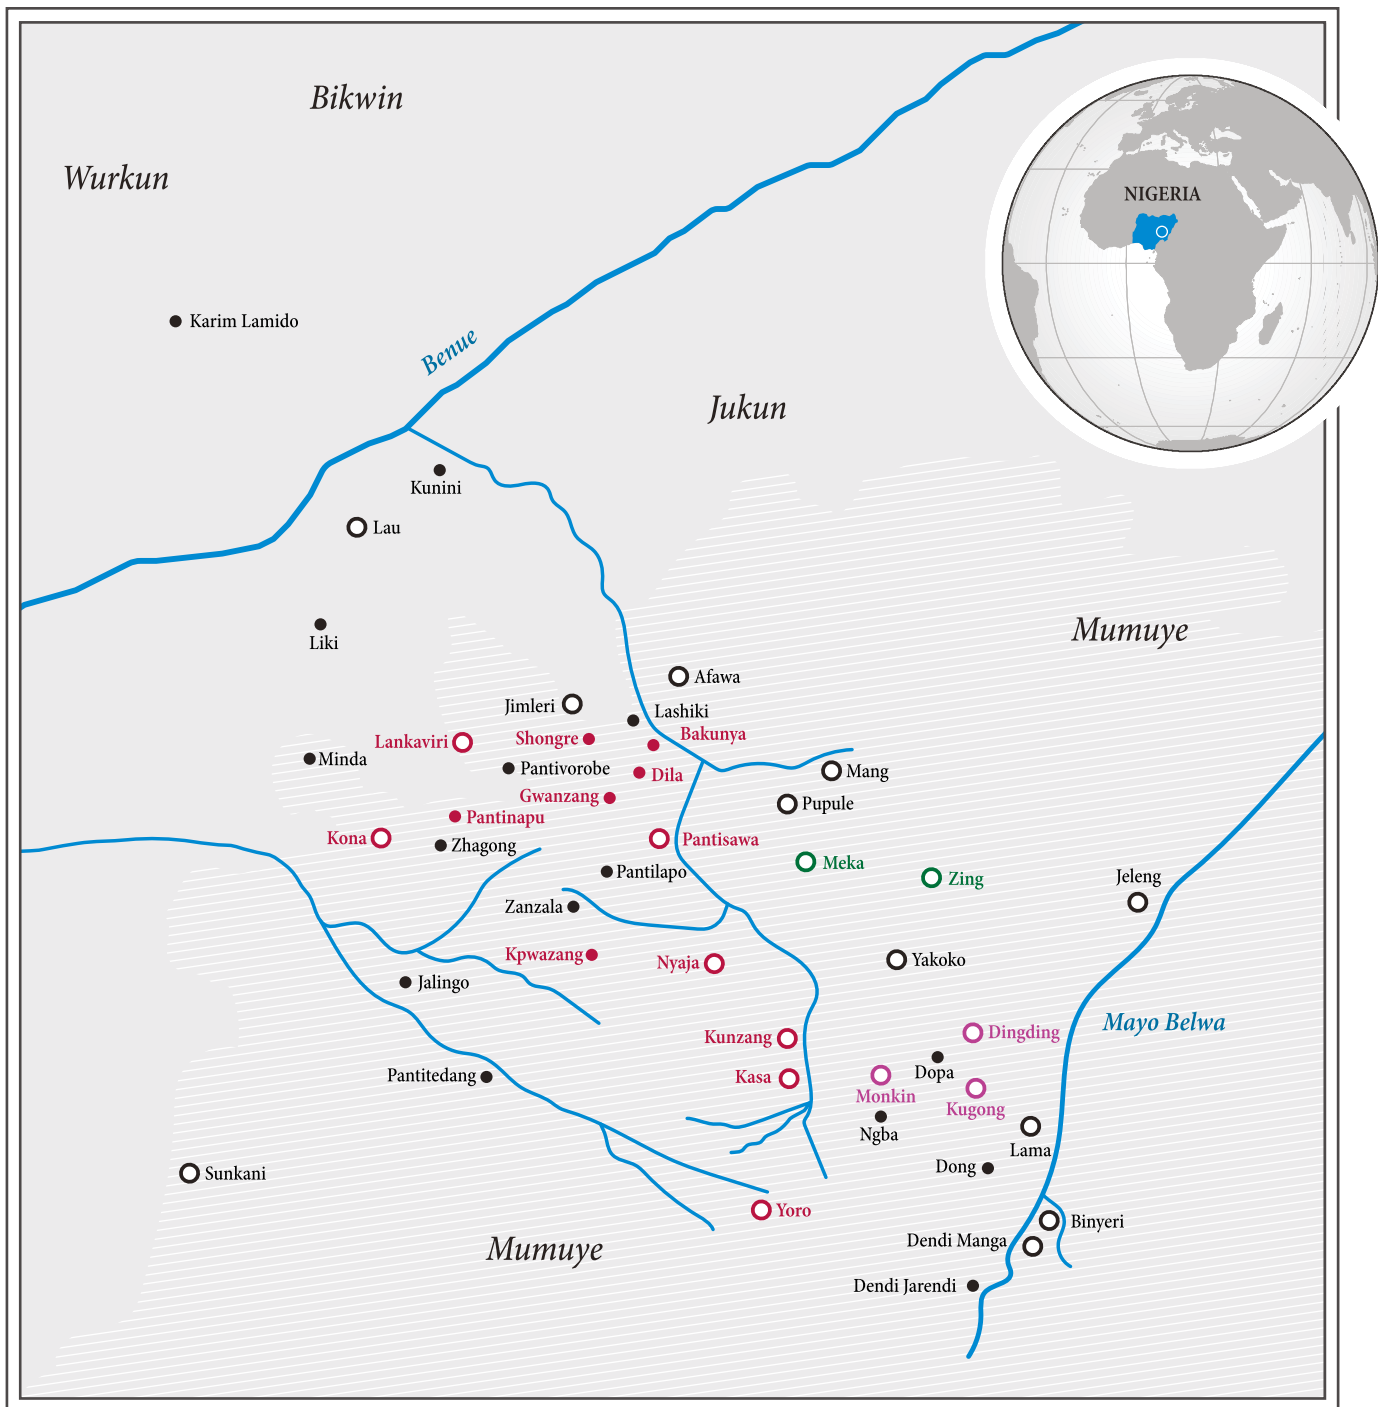 Bikwin
Wurkun
NIGERIA
Karim Lamido
Benue
Jukun
Kunini
Lau
Liki
Mumuye
Afawa
Jimleri
Lashiki
Bakunya
Shongre
Lankaviri
Minda
Pantivorobe
Dila
Mang
Gwanzang
Pupule
Pantinapu
Kona
Zhagong
Pantisawa
Meka
Zing
Pantilapo
Jeleng
Zanzala
Kpwazang
Nyaja
Yakoko
Jalingo
Mayo Belwa
Kunzang
Dingding
Dopa
Pantitedang
Kasa
Monkin
Kugong
Ngba
Lama
Dong
Sunkani
Yoro
Binyeri
Dendi Manga
Mumuye
Dendi Jarendi